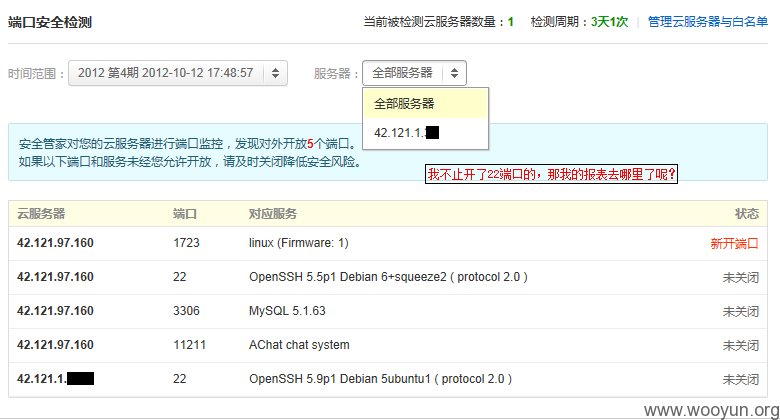 端口安全检测 当前被检测云服务器数量：1 检测周期：3天1次 管理云服务器与白名单
时间范围： 2012 第4期 2012-10-12 17:48:57 服务器： 全部服务器
全部服务器
42.121.1.
安全管家对您的云服务器进行端口监控，发现对外开放5个端口。
如果以下端口和服务未经您允许开放，请及时关闭降低安全风险。
我不止开了22端口的，那我的报表去哪里了呢？
云服务器 端口 对应服务 状态
42.121.97.160 1723 linux (Firmware: 1) 新开端口
42.121.97.160 22 OpenSSH 5.5p1 Debian 6+squeeze2 ( protocol 2.0 ) 未关闭
42.121.97.160 3306 MySQL 5.1.63 未关闭
42.121.97.160 11211 AChat chat system 未关闭
42.121.1. 22 OpenSSH 5.9p1 Debian 5ubuntu1 ( protocol 2.0 ) 未关闭
www.wooyun.org